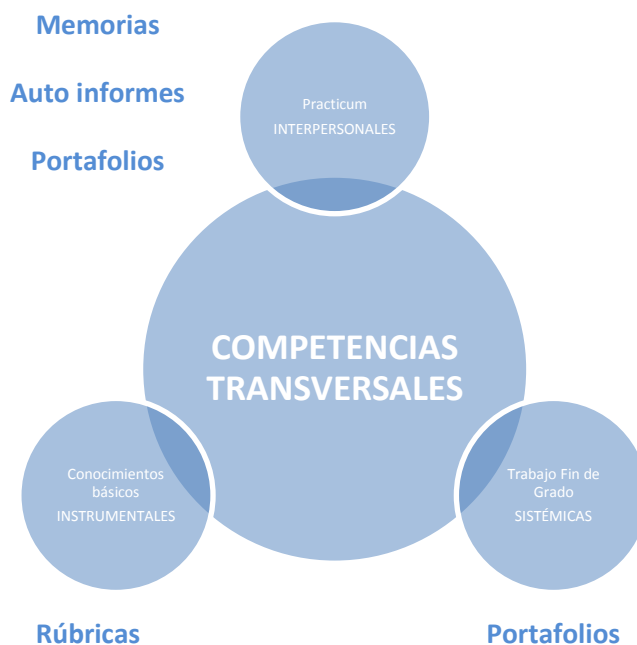 Memorias
Auto informes
Portafolios
Practicum
INTERPERSONALES
COMPETENCIAS
TRANSVERSALES
Conocimientos
básicos
INSTRUMENTALES
Trabajo Fin de
Grado
SISTÉMICAS
Rúbricas
Portafolios